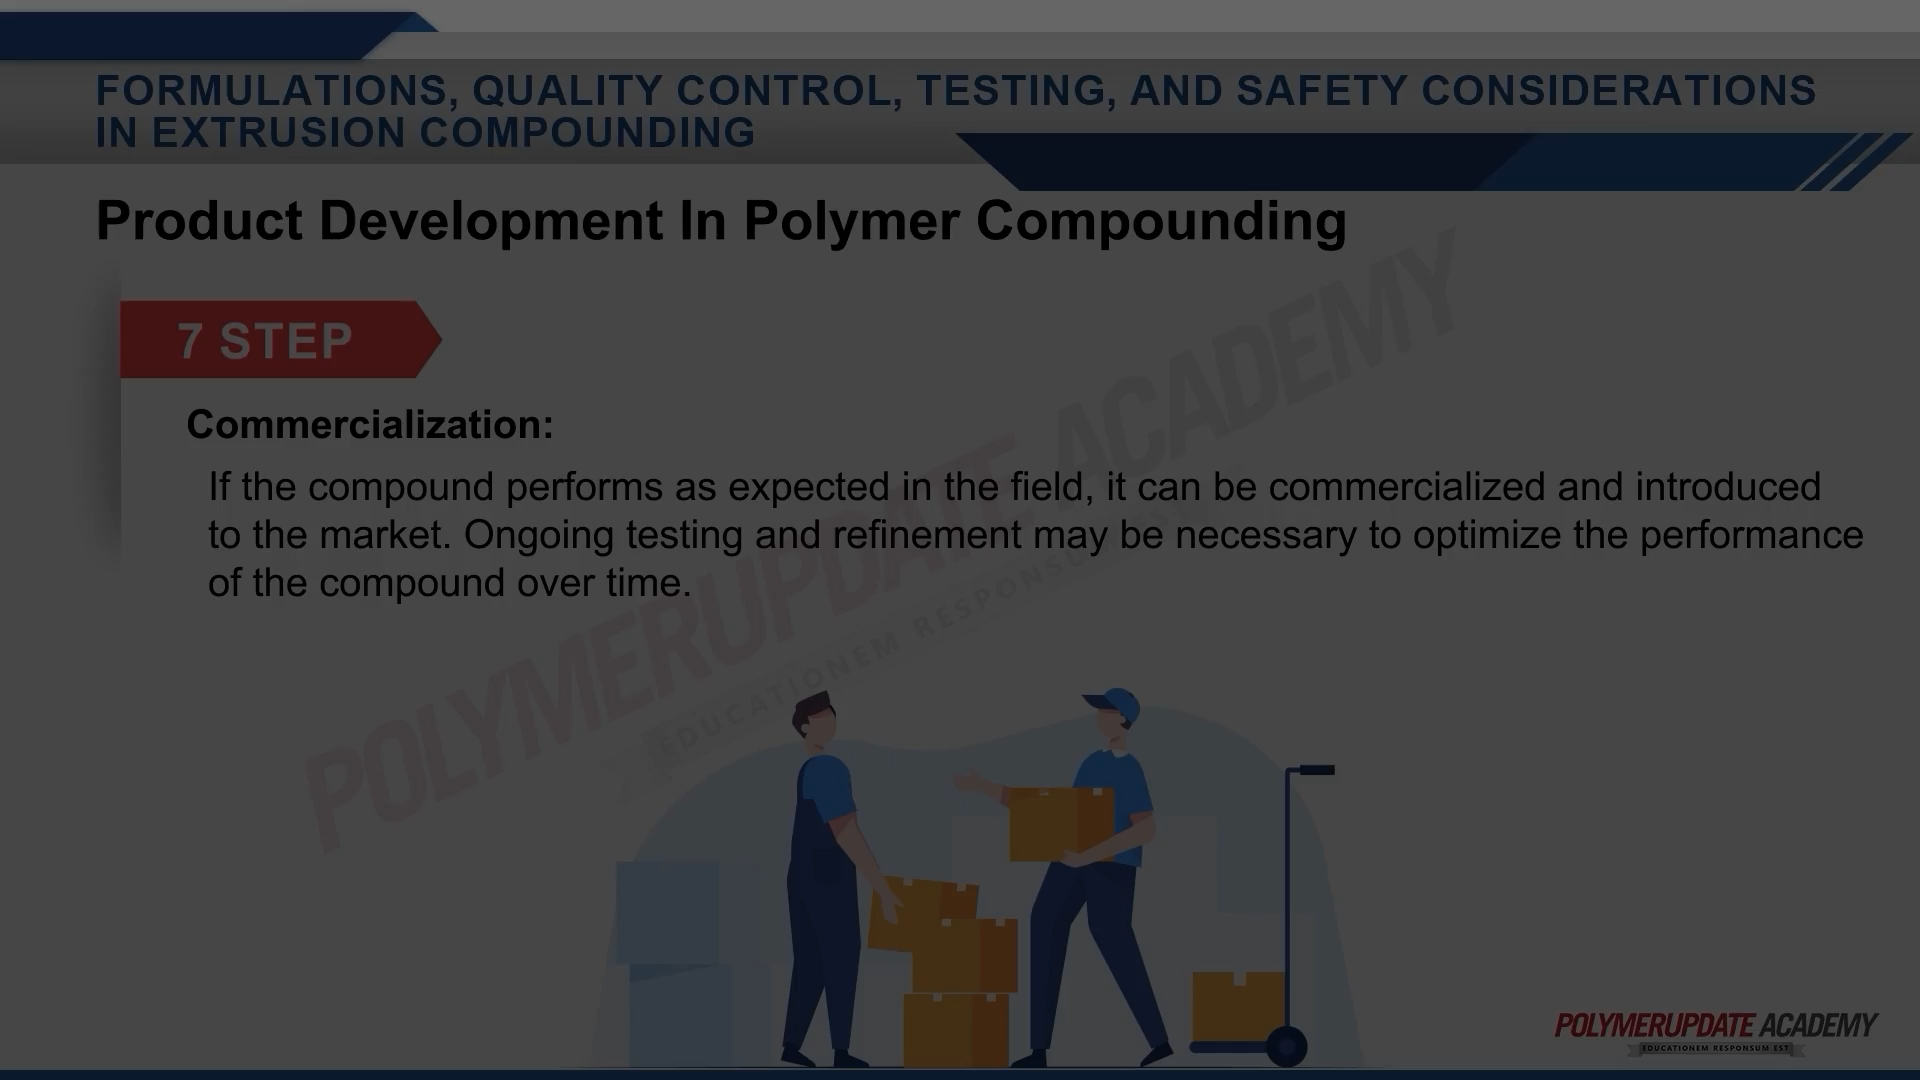 FORMULATIONS, QUALITY CONTROL, TESTING, AND SAFETY CONSIDERATIONS
IN EXTRUSION COMPOUNDING
Product Development In Polymer Compounding
7 STEP
Commercialization:
If the compound performs as expected in the field, it can be commercialized and introduced
to the market. Ongoing testing and refinement may be necessary to optimize the performance
of the compound over time.
POLYMERUPDATE ACADEMY
EDUCATIONEM RESPONSUM EST
POLYMERUPDATE ACADEMY
EDUCATIONEM RESPONSUM EST